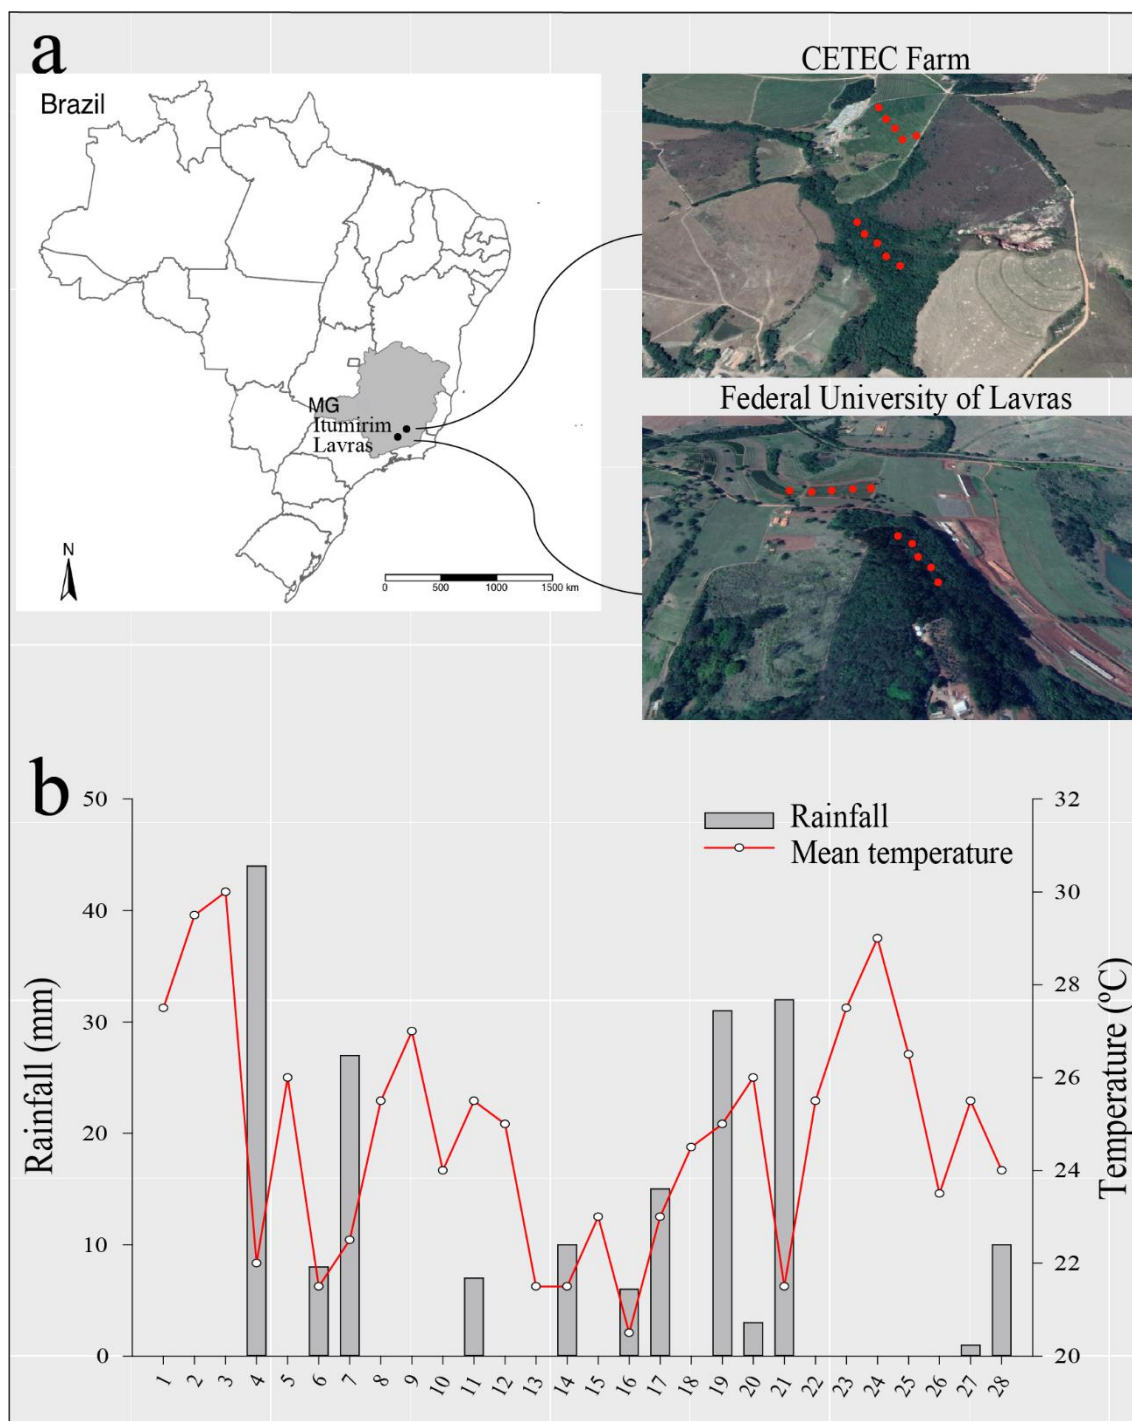 a
CETEC Farm
Brazil
Federal University of Lavras
MG
Itumirim
Lavras
N
0 500 1000 1500 km
b
50 32
Rainfall
Mean temperature
40 30
30 28
20 26
10 24
0 22
20
Rainfall (mm)
Temperature (ºC)
1 2 3 4 5 6 7 8 9 10 11 12 13 14 15 16 17 18 19 20 21 22 23 24 25 26 27 28